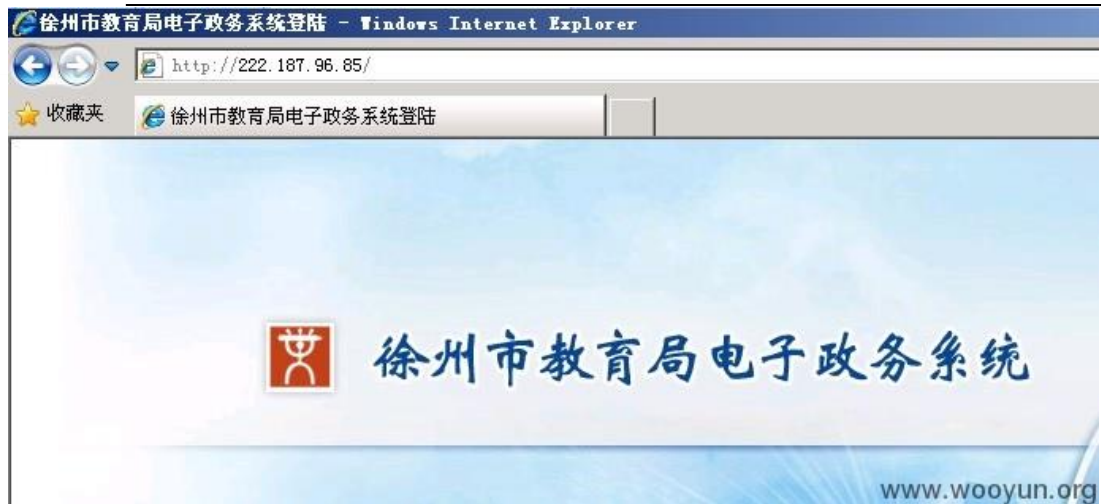 徐州市教育局电子政务系统登陆 - Windows Internet Explorer
http://222.187.96.85/
收藏夹 徐州市教育局电子政务系统登陆
徐州市教育局电子政务系统
www.wooyun.org